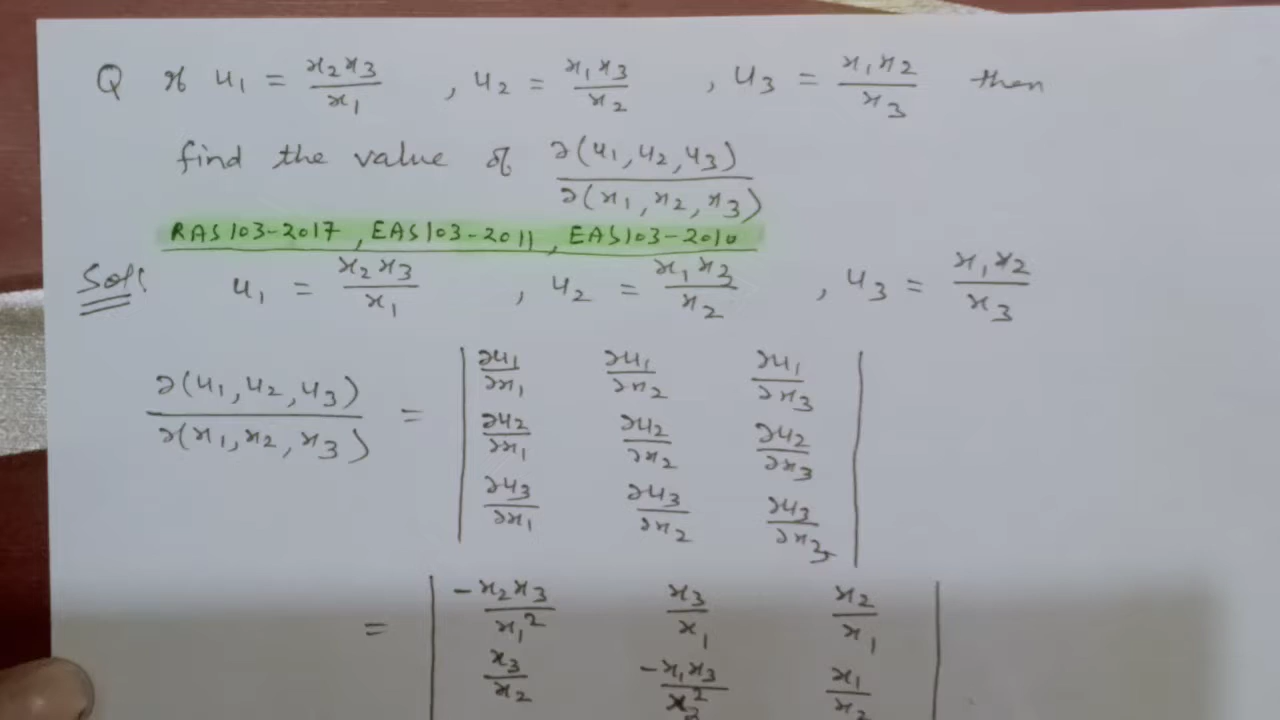 Q If u₁ = x₂x₃/x₁ , u₂ = x₁x₃/x₂ , u₃ = x₁x₂/x₃ then
find the value of ∂(u₁,u₂,u₃)/∂(x₁,x₂,x₃)
RAS103-2017, EAS103-2011, EAS103-2010
Soln u₁ = x₂x₃/x₁ , u₂ = x₁x₃/x₂ , u₃ = x₁x₂/x₃
∂(u₁,u₂,u₃)/∂(x₁,x₂,x₃) = | ∂u₁/∂x₁ ∂u₁/∂x₂ ∂u₁/∂x₃ |
| ∂u₂/∂x₁ ∂u₂/∂x₂ ∂u₂/∂x₃ |
| ∂u₃/∂x₁ ∂u₃/∂x₂ ∂u₃/∂x₃ |
= | -x₂x₃/x₁² x₃/x₁ x₂/x₁ |
| x₃/x₂ -x₁x₃/x₂² x₁/x₂ |